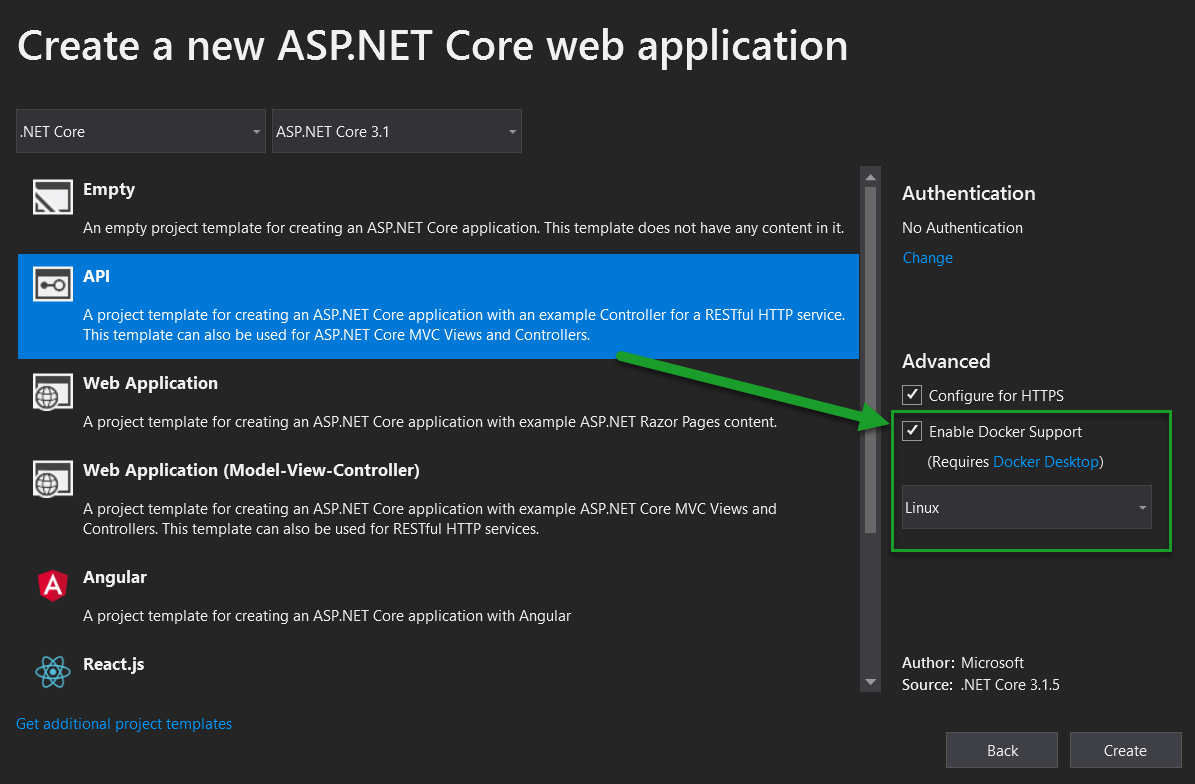 Create a new ASP.NET Core web application
.NET Core
ASP.NET Core 3.1
Empty
An empty project template for creating an ASP.NET Core application. This template does not have any content in it.
API
A project template for creating an ASP.NET Core application with an example Controller for a RESTful HTTP service.
This template can also be used for ASP.NET Core MVC Views and Controllers.
Web Application
A project template for creating an ASP.NET Core application with example ASP.NET Razor Pages content.
Web Application (Model-View-Controller)
A project template for creating an ASP.NET Core application with example ASP.NET Core MVC Views and
Controllers. This template can also be used for RESTful HTTP services.
Angular
A project template for creating an ASP.NET Core application with Angular
React.js
Get additional project templates
Authentication
No Authentication
Change
Advanced
Configure for HTTPS
Enable Docker Support
(Requires Docker Desktop)
Linux
Author: Microsoft
Source: .NET Core 3.1.5
Back
Create